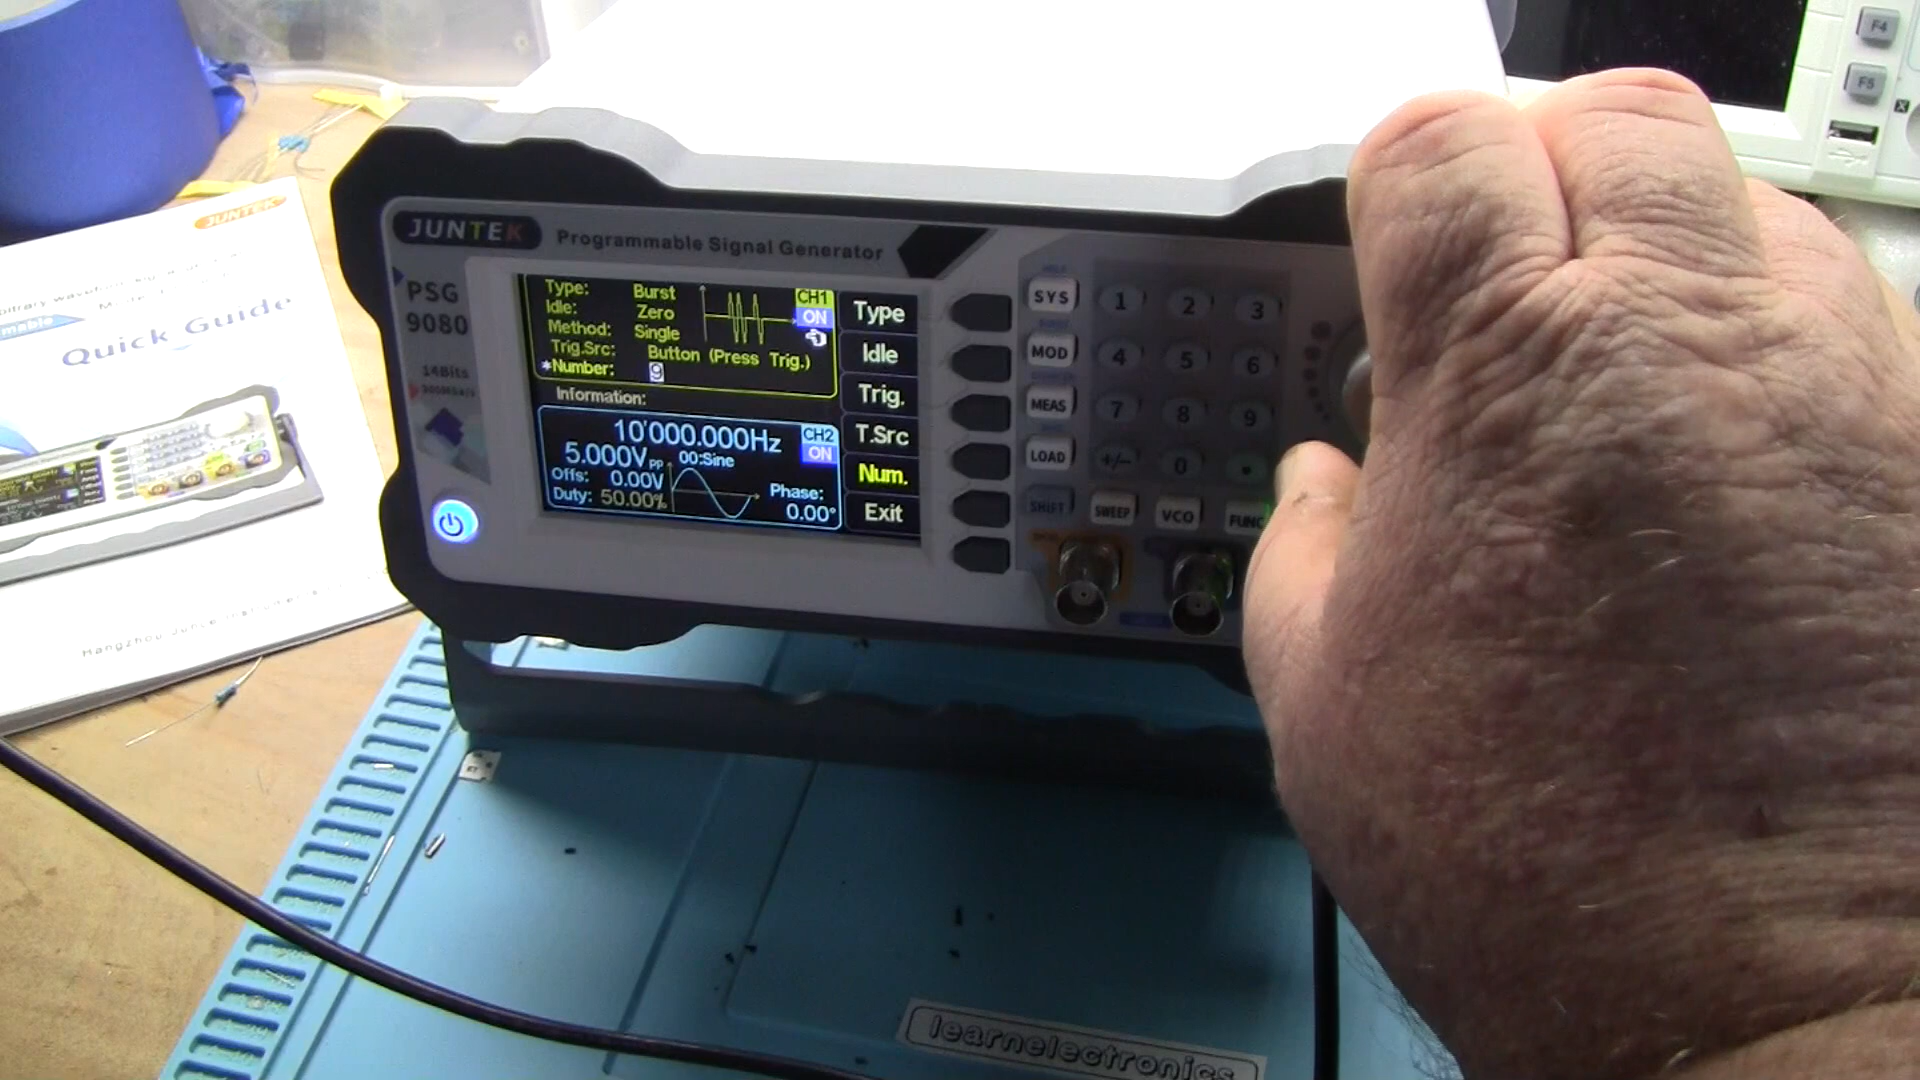 JUNTEK
Quick Guide
JUNTEK Programmable Signal Generator
PSG
9080
14Bits
Type: Burst
Idle: Zero
Method: Single
Trig.Src: Button (Press Trig.)
*Number: 9
CH1
ON
Information:
10'000.000Hz
CH2
ON
5.000Vpp 00:Sine
Offs: 0.00V
Duty: 50.00%
Phase:
0.00°
Type
Idle
Trig.
T.Src
Num.
Exit
SYS 1 2 3
MOD 4 5 6
MEAS 7 8 9
LOAD +/- 0 .
SHIFT SWEEP VCO FUNC
F4
F5
X
learnelectronics